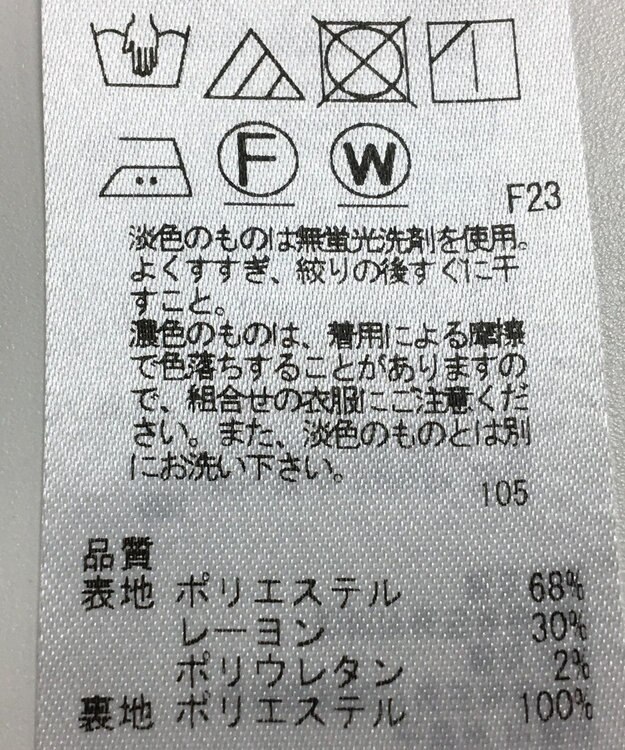 F W
F23
淡色のものは無蛍光洗剤を使用。
よくすすぎ、絞りの後すぐに干
すこと。
濃色のものは、着用による摩擦
で色落ちすることがありますの
で、組合せの衣服にご注意くだ
さい。また、淡色のものとは別
にお洗い下さい。
105
品質
表地 ポリエステル 68%
レーヨン 30%
ポリウレタン 2%
裏地 ポリエステル 100%